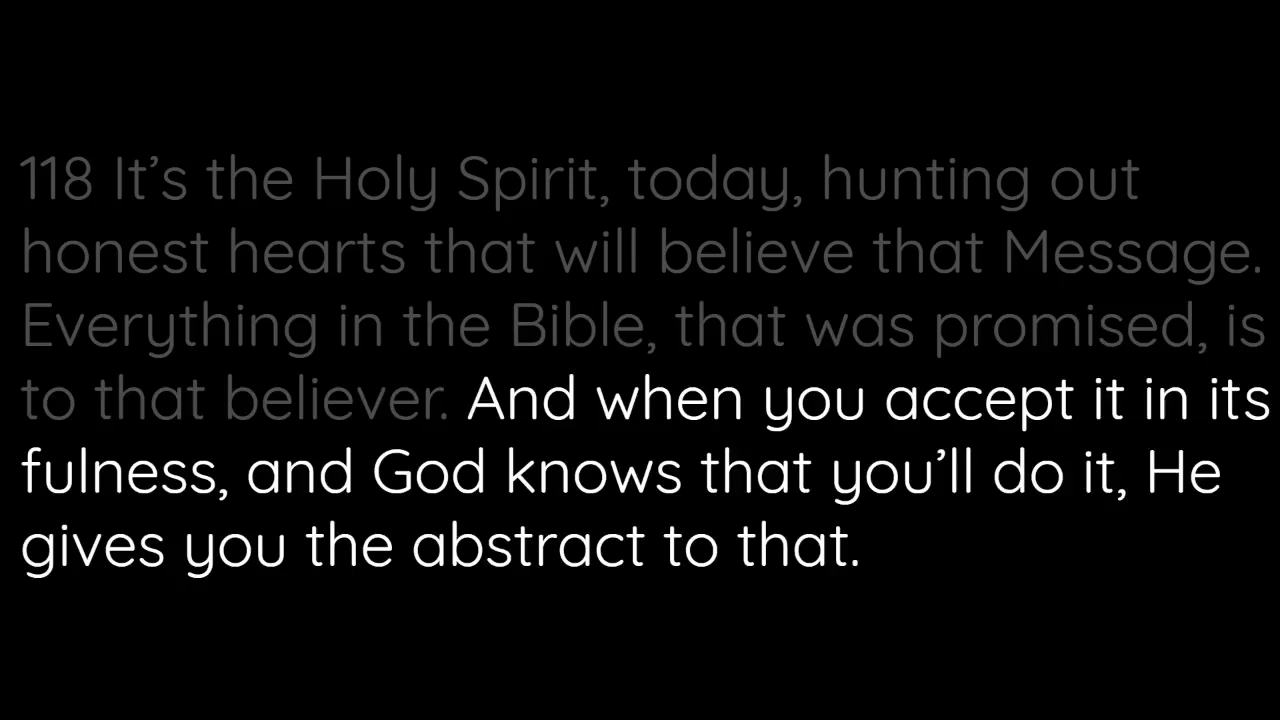 118 It’s the Holy Spirit, today, hunting out
honest hearts that will believe that Message.
Everything in the Bible, that was promised, is
to that believer. And when you accept it in its
fulness, and God knows that you’ll do it, He
gives you the abstract to that.